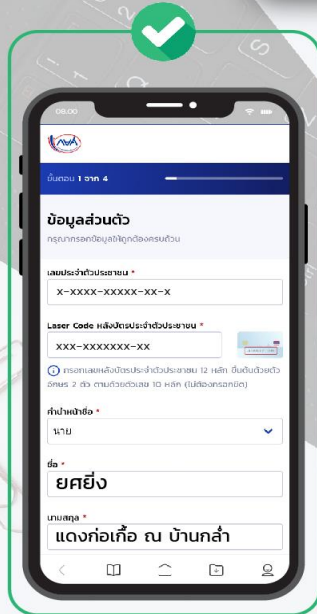 08.00
ขั้นตอน 1 จาก 4
ข้อมูลส่วนตัว
กรุณากรอกข้อมูลให้ถูกต้องครบถ้วน
เลขประจำตัวประชาชน *
X-XXXX-XXXXX-XX-X
Laser Code หลังบัตรประจำตัวประชาชน *
XXX-XXXXXXX-XX
กรอกเลขหลังบัตรประจำตัวประชาชน 12 หลัก ขึ้นต้นด้วยตัว
อักษร 2 ตัว ตามด้วยตัวเลข 10 หลัก (ไม่ต้องกรอกขีด)
คำนำหน้าชื่อ *
นาย
ชื่อ *
ยศยิ่ง
นามสกุล *
แดงก่อเกื้อ ณ บ้านกล่ำ